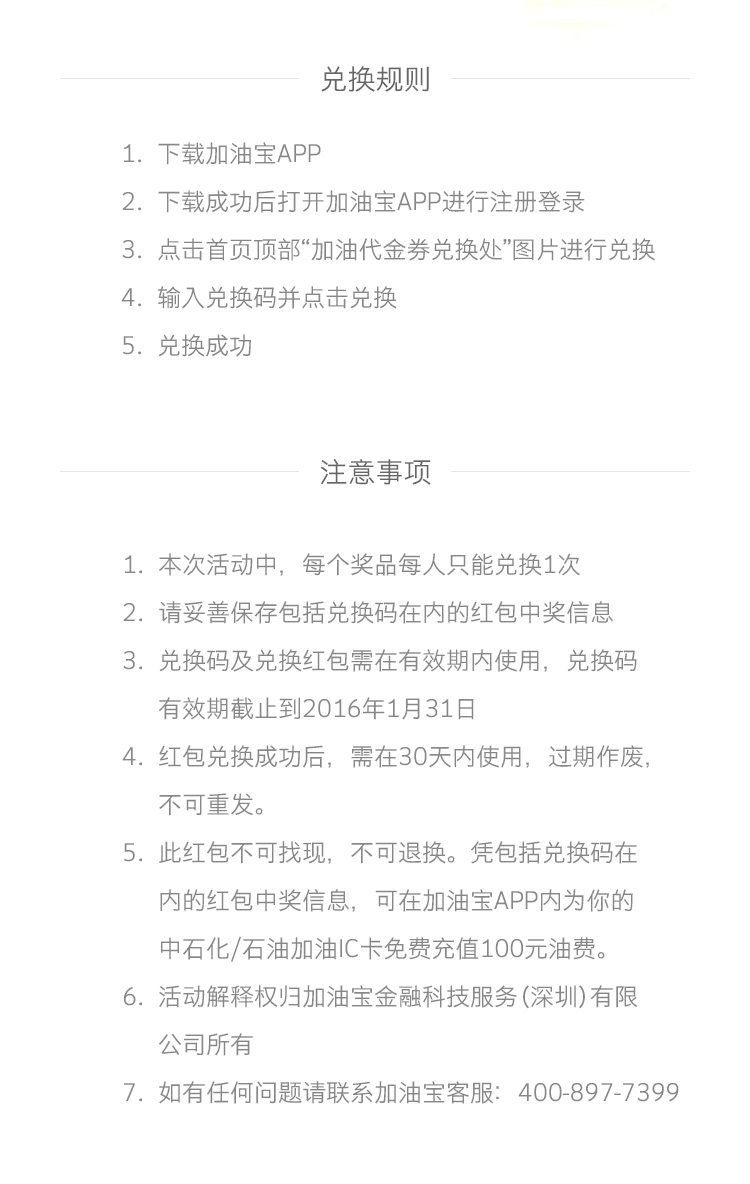 兑换规则
1. 下载加油宝APP
2. 下载成功后打开加油宝APP进行注册登录
3. 点击首页顶部“加油代金券兑换处”图片进行兑换
4. 输入兑换码并点击兑换
5. 兑换成功
注意事项
1. 本次活动中，每个奖品每人只能兑换1次
2. 请妥善保存包括兑换码在内的红包中奖信息
3. 兑换码及兑换红包需在有效期内使用，兑换码
有效期截止到2016年1月31日
4. 红包兑换成功后，需在30天内使用，过期作废，
不可重发。
5. 此红包不可找现，不可退换。凭包括兑换码在
内的红包中奖信息，可在加油宝APP内为你的
中石化/石油加油IC卡免费充值100元油费。
6. 活动解释权归加油宝金融科技服务(深圳)有限
公司所有
7. 如有任何问题请联系加油宝客服：400-897-7399